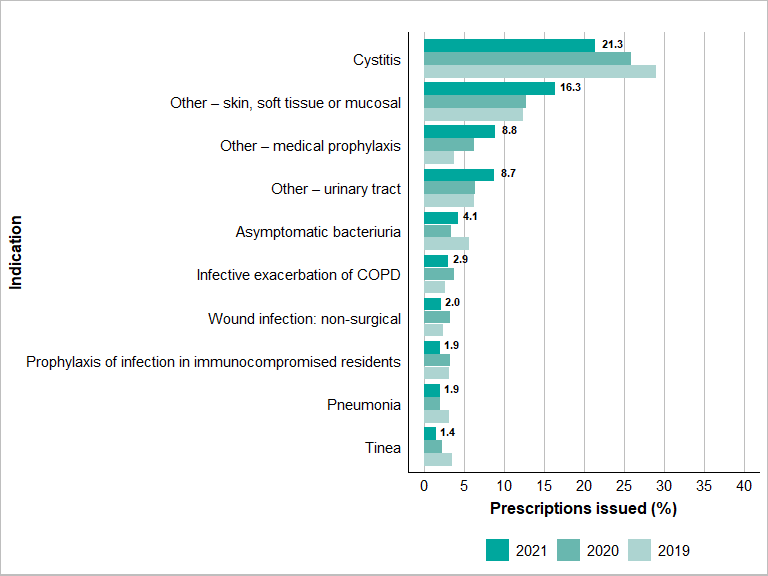 Indication
Cystitis
21.3
Other – skin, soft tissue or mucosal
16.3
Other – medical prophylaxis
8.8
Other – urinary tract
8.7
Asymptomatic bacteriuria
4.1
Infective exacerbation of COPD
2.9
Wound infection: non-surgical
2.0
Prophylaxis of infection in immunocompromised residents
1.9
Pneumonia
1.9
Tinea
1.4
0 5 10 15 20 25 30 35 40
Prescriptions issued (%)
2021 2020 2019